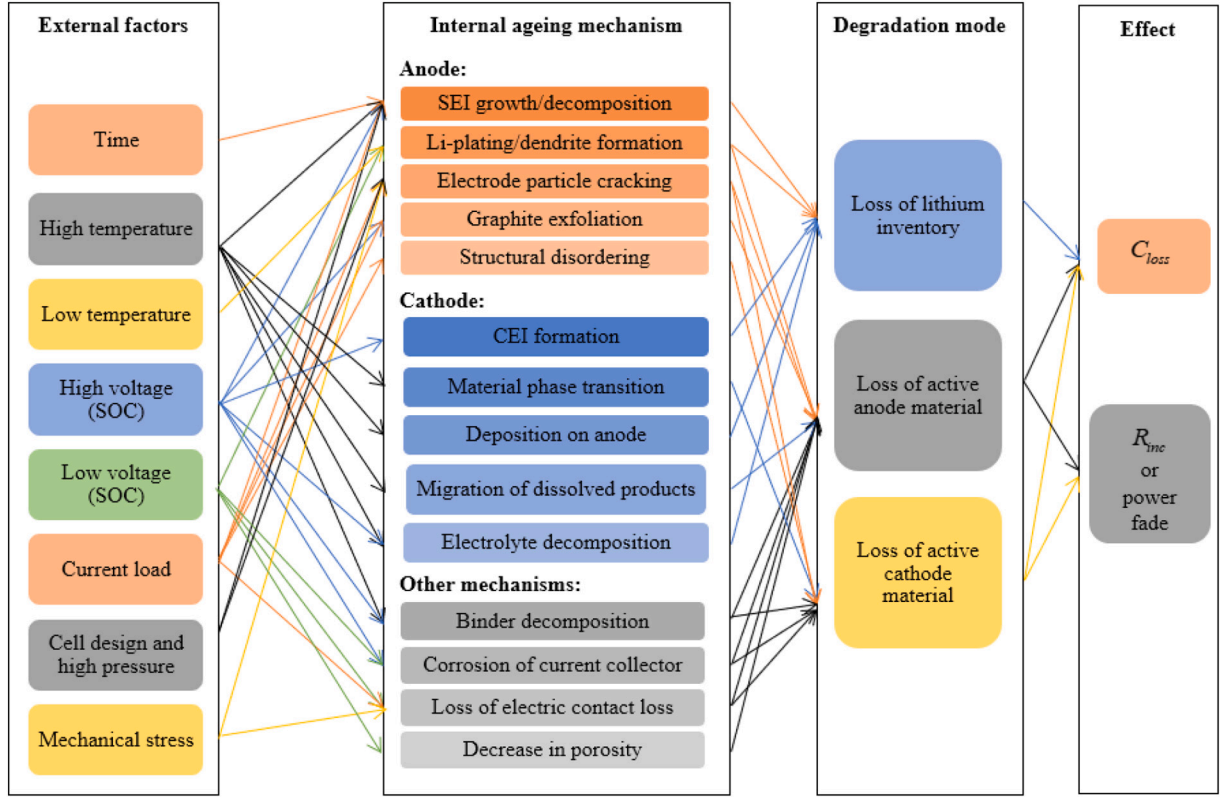 External factors
Time
High temperature
Low temperature
High voltage
(SOC)
Low voltage
(SOC)
Current load
Cell design and
high pressure
Mechanical stress
Internal ageing mechanism
Anode:
SEI growth/decomposition
Li-plating/dendrite formation
Electrode particle cracking
Graphite exfoliation
Structural disordering
Cathode:
CEI formation
Material phase transition
Deposition on anode
Migration of dissolved products
Electrolyte decomposition
Other mechanisms:
Binder decomposition
Corrosion of current collector
Loss of electric contact loss
Decrease in porosity
Degradation mode
Loss of lithium
inventory
Loss of active
anode material
Loss of active
cathode
material
Effect
C_loss
R_inc
or
power
fade